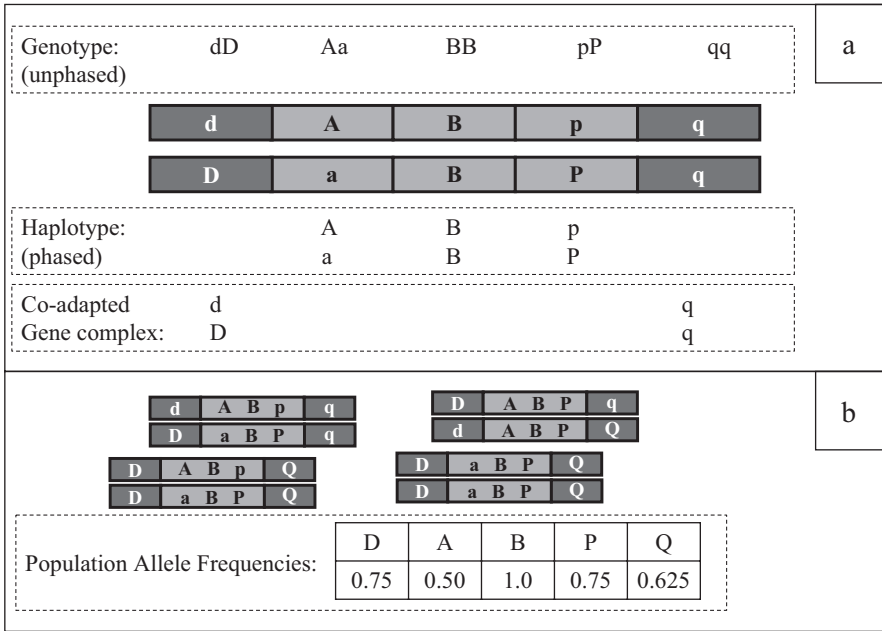 a
Genotype: dD Aa BB pP qq
(unphased)
d A B p q
D a B P q
Haplotype: A B p
(phased) a B P
Co-adapted d q
Gene complex: D q
b
d A B p q
D a B P q
D A B P q
d A B P Q
D A B p Q
D a B P Q
D a B P Q
D a B P Q
Population Allele Frequencies:
D A B P Q
0.75 0.50 1.0 0.75 0.625